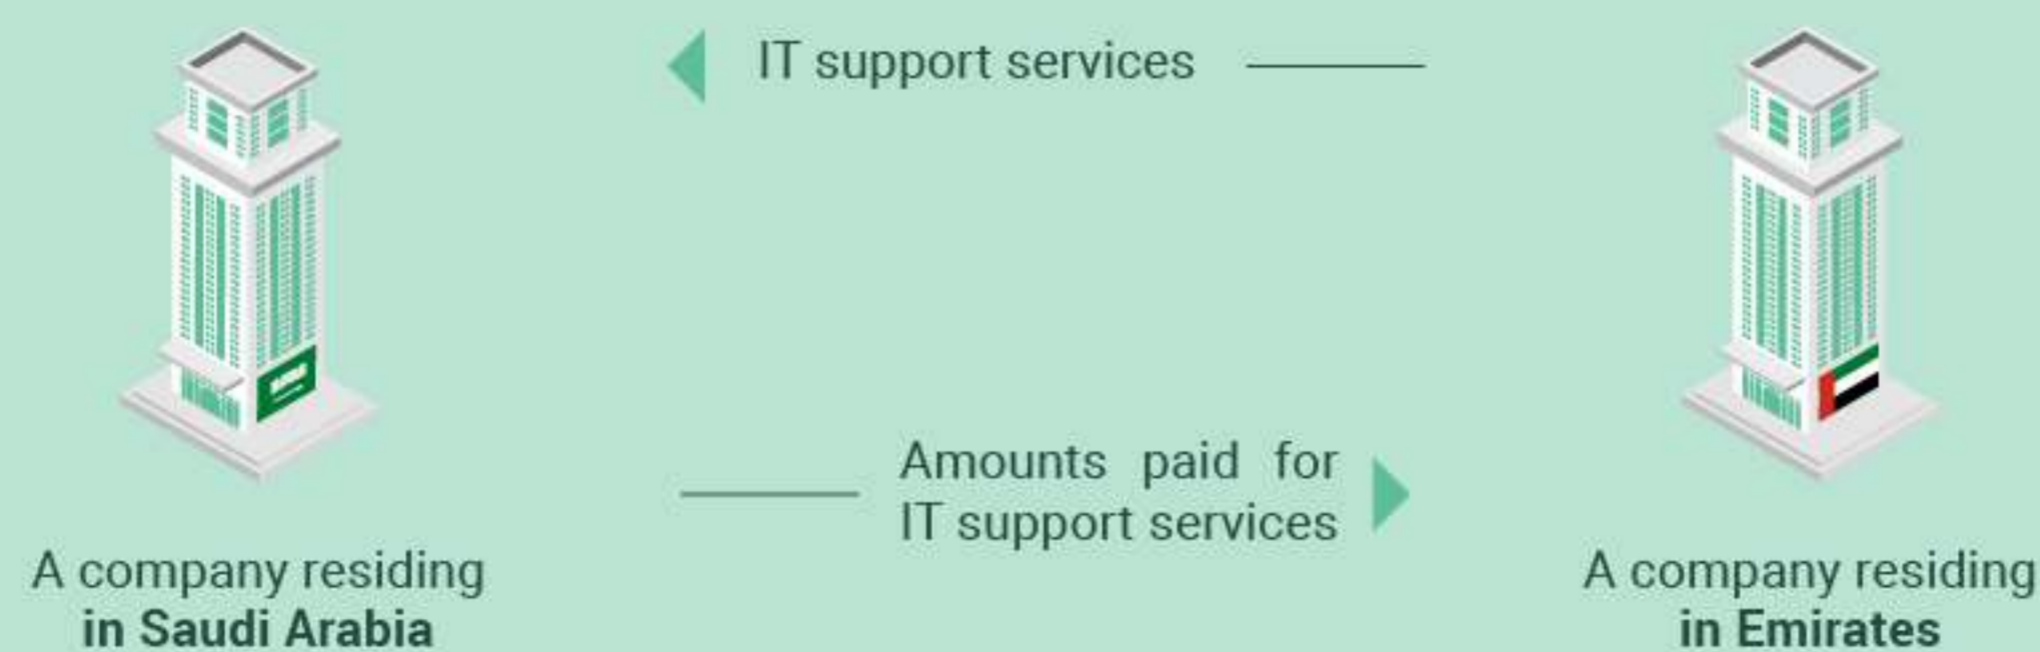 IT support services
Amounts paid for
IT support services
A company residing
in Saudi Arabia
A company residing
in Emirates